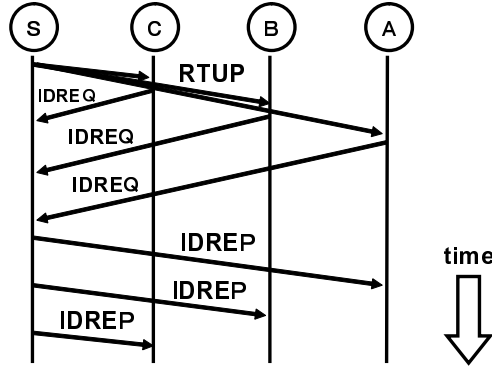 S C B A
RTUP
IDREQ
IDREQ
IDREQ
IDREP
time
IDREP
IDREP